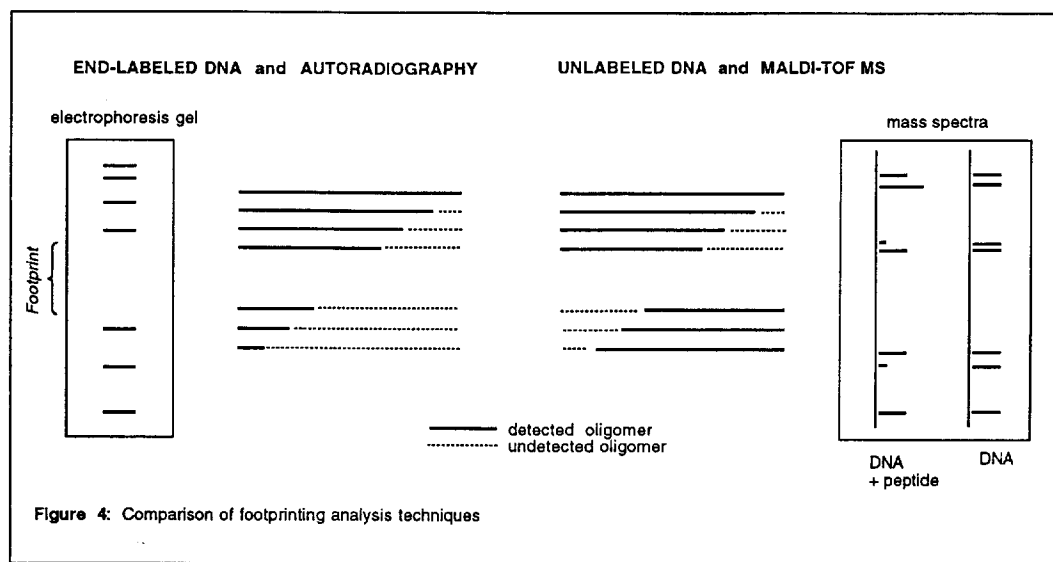 END-LABELED DNA and AUTORADIOGRAPHY
UNLABELED DNA and MALDI-TOF MS
electrophoresis gel
mass spectra
Footprint
detected oligomer
undetected oligomer
DNA
+ peptide
DNA
Figure 4: Comparison of footprinting analysis techniques